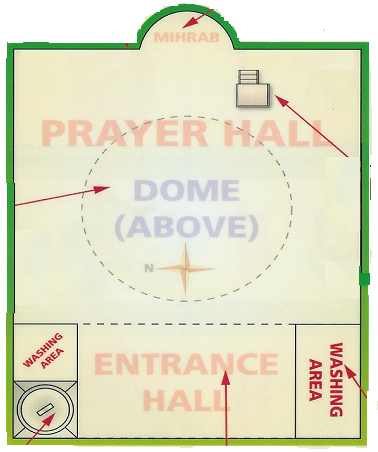 MIHRAB
PRAYER HALL
DOME
(ABOVE)
N
WASHING
AREA
ENTRANCE
HALL
WASHING
AREA